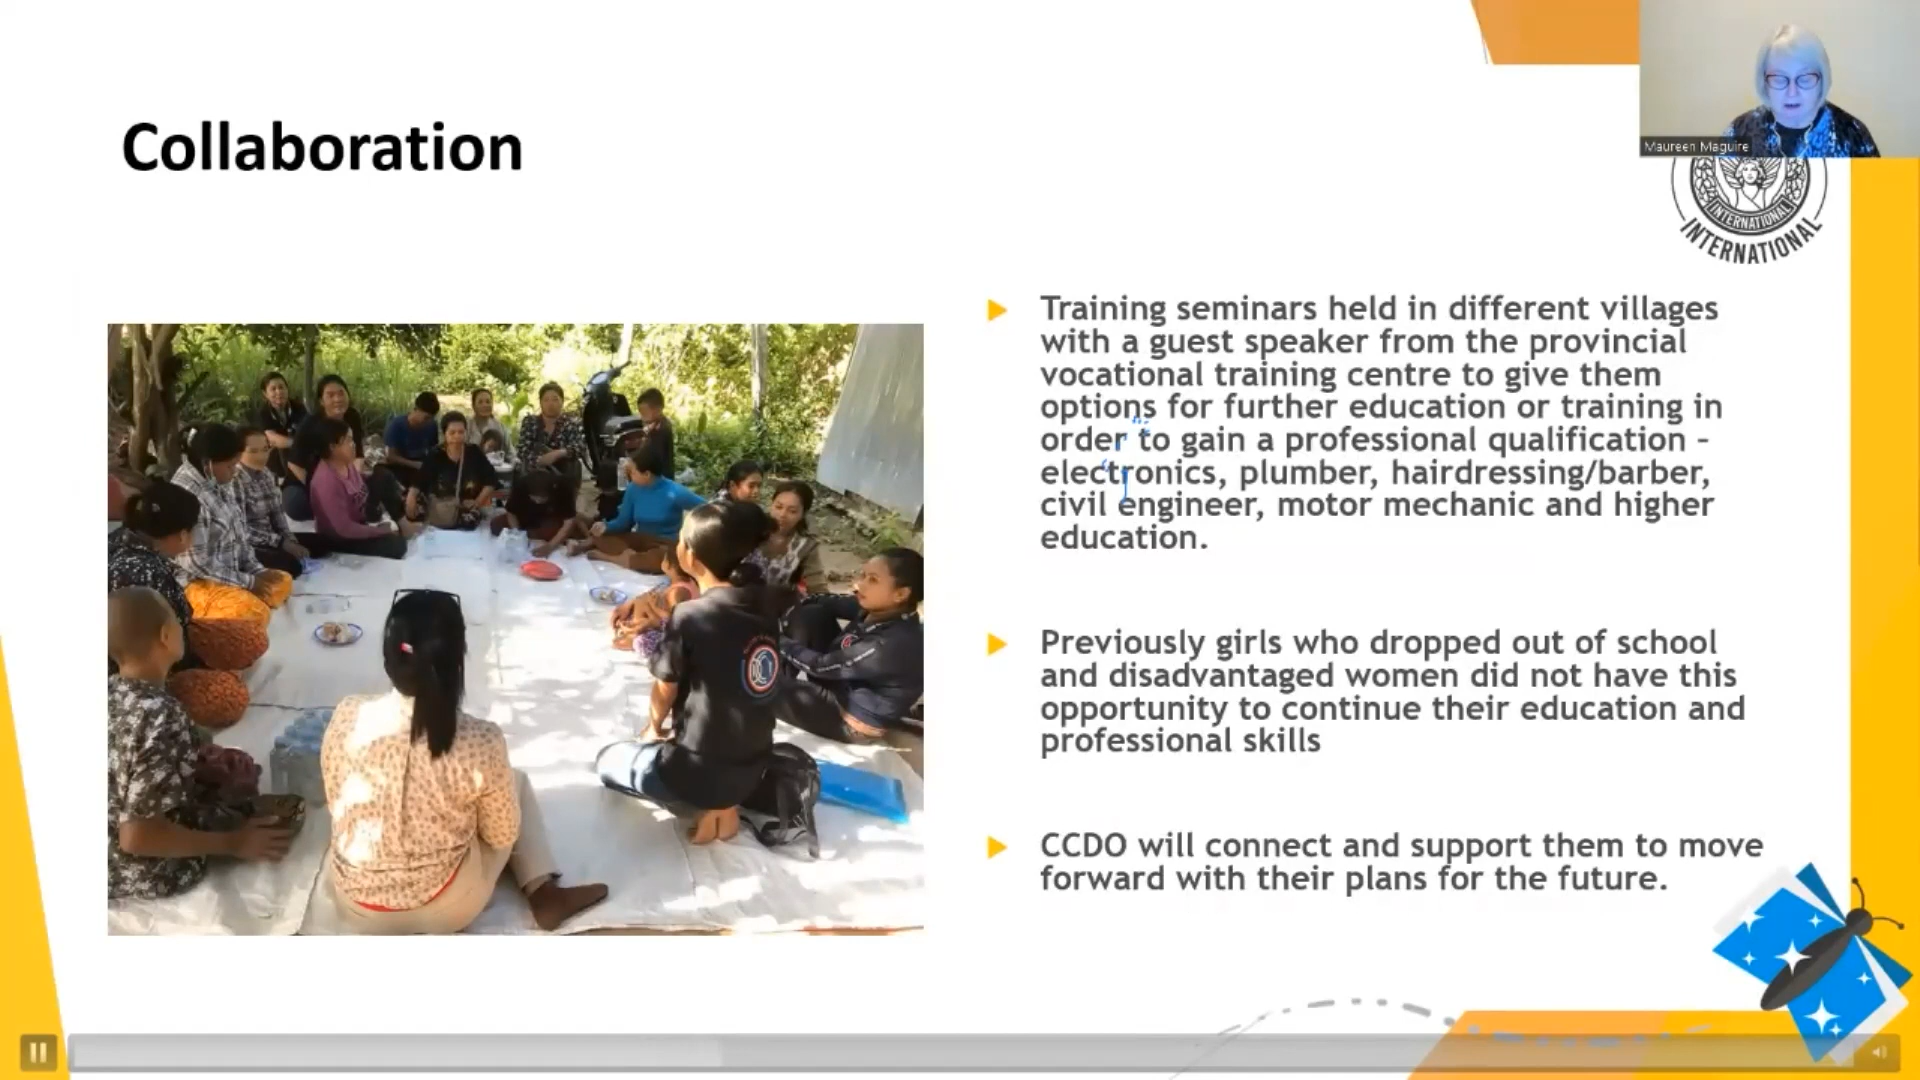 Maureen Maguire
Collaboration
INTERNATIONAL
INTERNATIONAL
Training seminars held in different villages
with a guest speaker from the provincial
vocational training centre to give them
options for further education or training in
order to gain a professional qualification –
electronics, plumber, hairdressing/barber,
civil engineer, motor mechanic and higher
education.
Previously girls who dropped out of school
and disadvantaged women did not have this
opportunity to continue their education and
professional skills
CCDO will connect and support them to move
forward with their plans for the future.